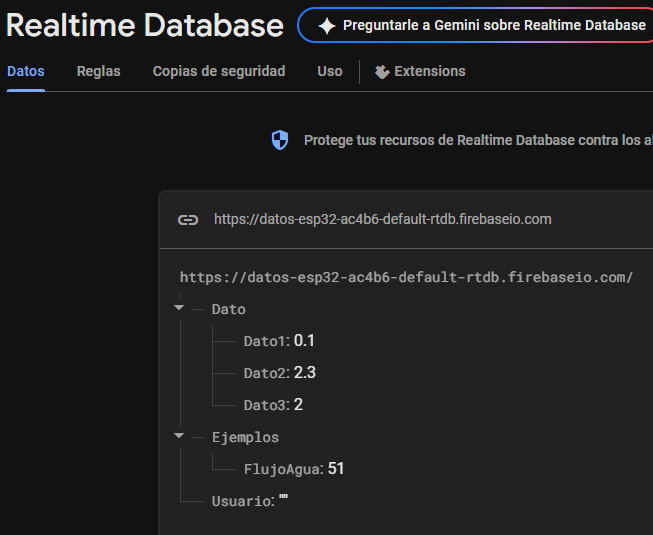 Realtime Database
Preguntarle a Gemini sobre Realtime Database
Datos Reglas Copias de seguridad Uso Extensions
Protege tus recursos de Realtime Database contra los
https://datos-esp32-ac4b6-default-rtdb.firebaseio.com
https://datos-esp32-ac4b6-default-rtdb.firebaseio.com/
Dato
Dato1: 0.1
Dato2: 2.3
Dato3: 2
Ejemplos
FlujoAgua: 51
Usuario: ""